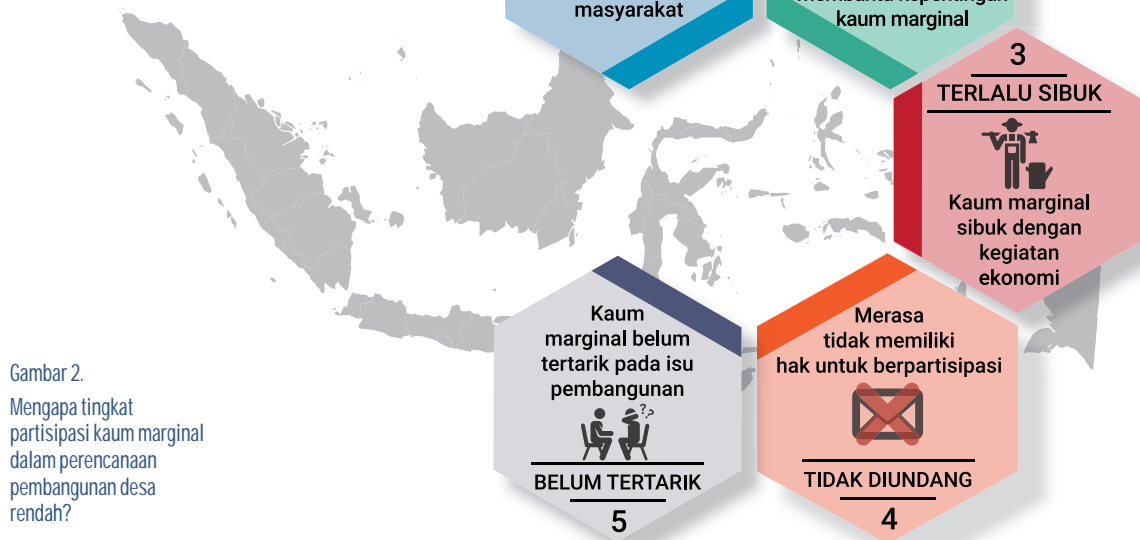 masyarakat
membantu kepentingan
kaum marginal
3
TERLALU SIBUK
Kaum marginal
sibuk dengan
kegiatan
ekonomi
Merasa
tidak memiliki
hak untuk berpartisipasi
TIDAK DIUNDANG
4
Kaum
marginal belum
tertarik pada isu
pembangunan
??
BELUM TERTARIK
5
Gambar 2.
Mengapa tingkat
partisipasi kaum marginal
dalam perencanaan
pembangunan desa
rendah?